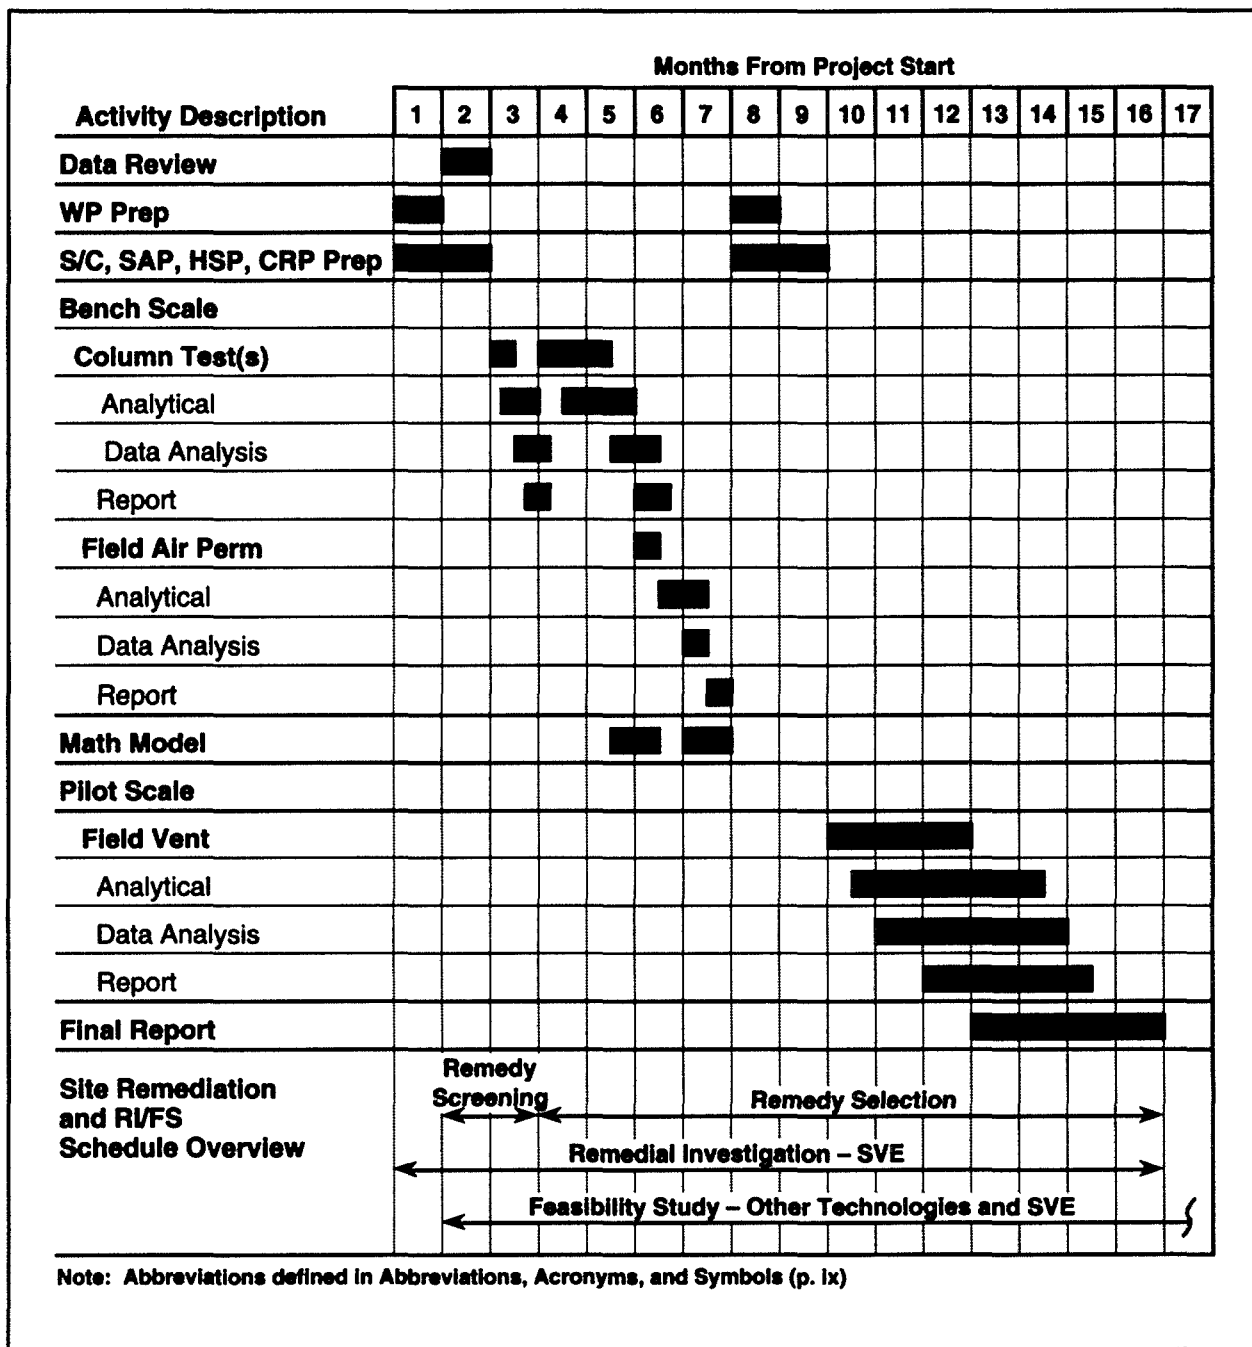 Months From Project Start
Activity Description 1 2 3 4 5 6 7 8 9 10 11 12 13 14 15 16 17
Data Review
WP Prep
S/C, SAP, HSP, CRP Prep
Bench Scale
Column Test(s)
Analytical
Data Analysis
Report
Field Air Perm
Analytical
Data Analysis
Report
Math Model
Pilot Scale
Field Vent
Analytical
Data Analysis
Report
Final Report
Site Remediation
and RI/FS
Schedule Overview
Remedy
Screening
Remedy Selection
Remedial Investigation – SVE
Feasibility Study – Other Technologies and SVE
Note: Abbreviations defined in Abbreviations, Acronyms, and Symbols (p. ix)